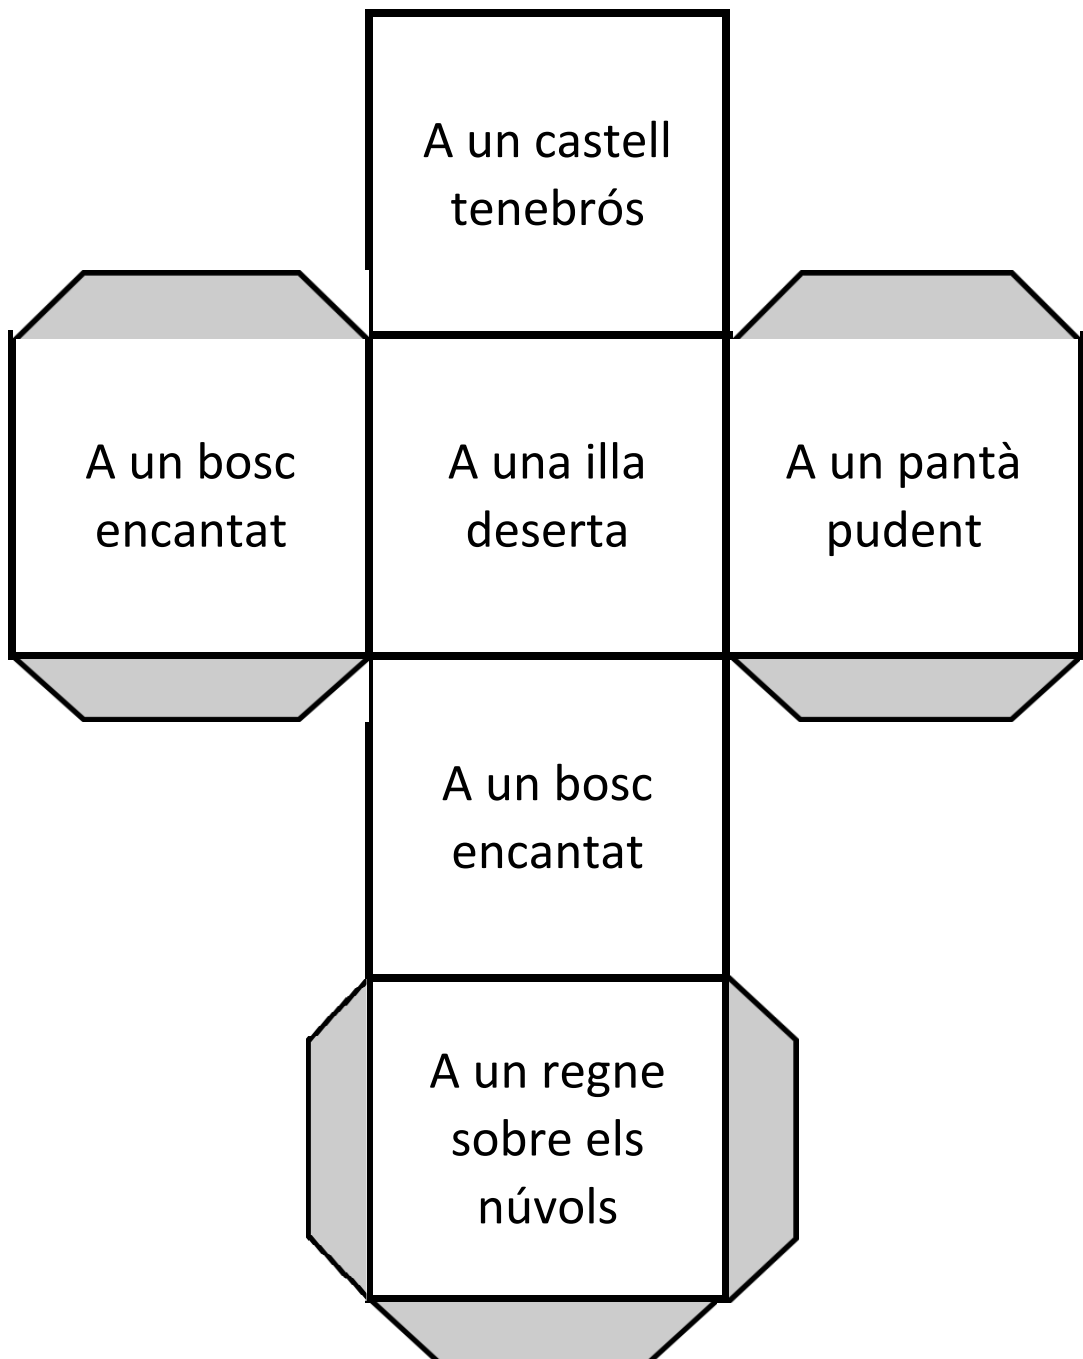 A un castell
tenebrós
A un bosc
encantat
A una illa
deserta
A un pantà
pudent
A un bosc
encantat
A un regne
sobre els
núvols